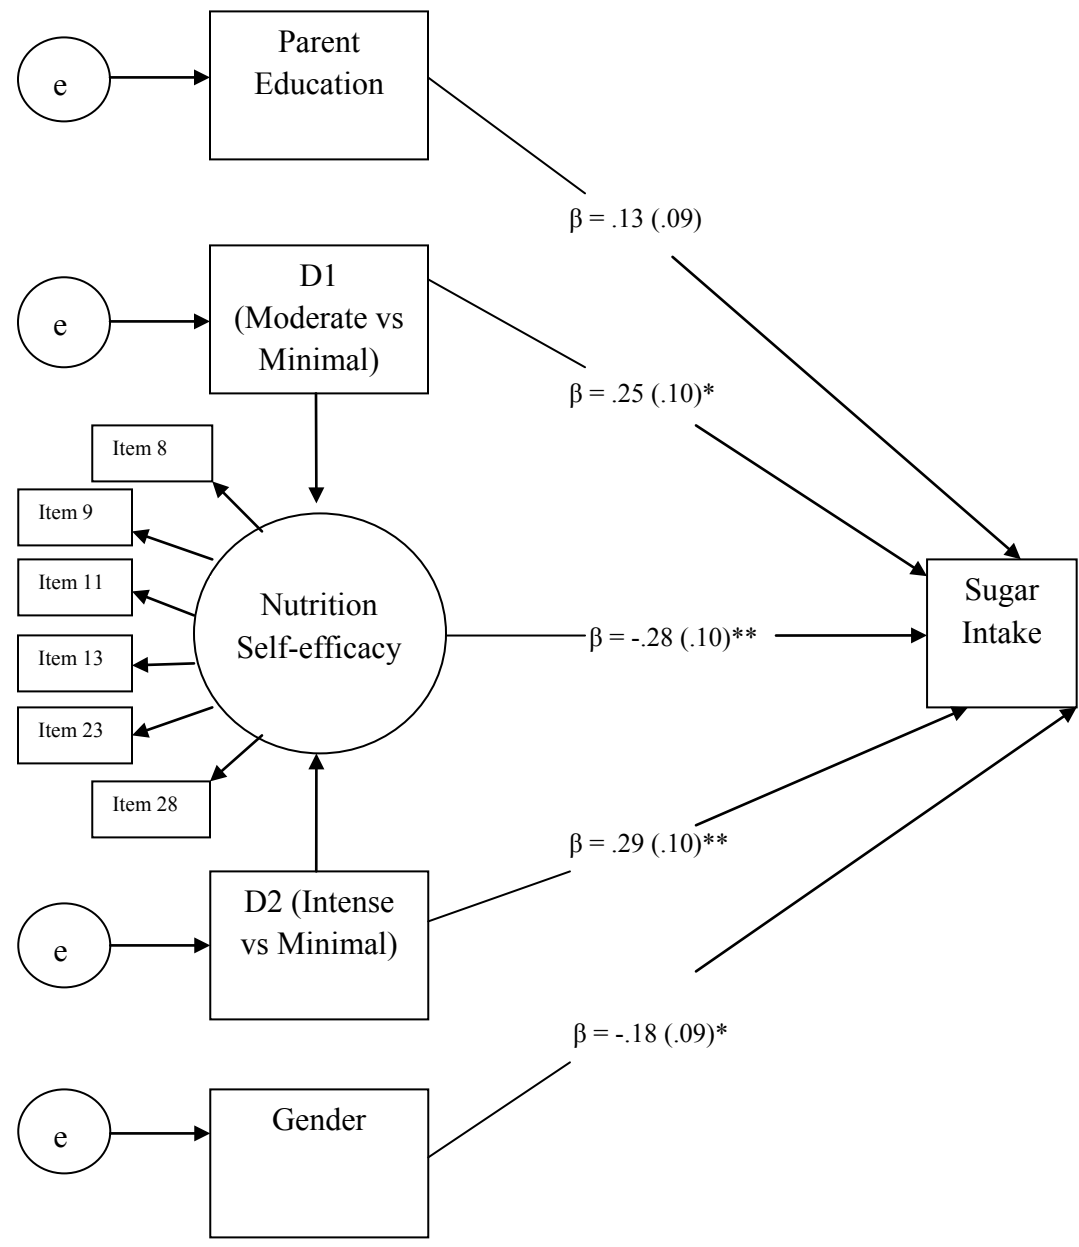 e
Parent
Education
β = .13 (.09)
e
D1
(Moderate vs
Minimal)
β = .25 (.10)*
Item 8
Item 9
Item 11
Item 13
Item 23
Item 28
Nutrition
Self-efficacy
β = -.28 (.10)**
Sugar
Intake
β = .29 (.10)**
e
D2 (Intense
vs Minimal)
β = -.18 (.09)*
e
Gender